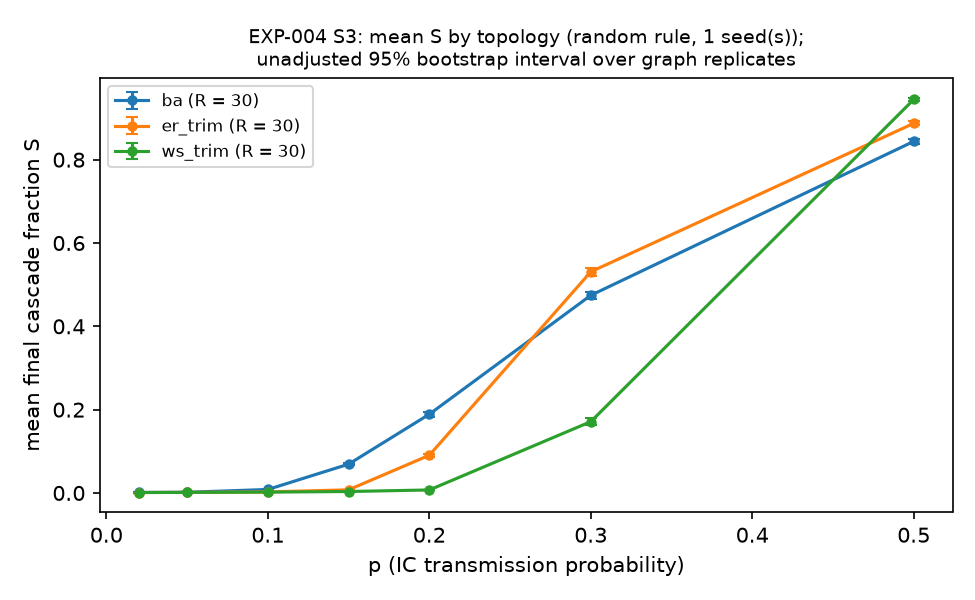 EXP-004 S3: mean S by topology (random rule, 1 seed(s));
unadjusted 95% bootstrap interval over graph replicates
ba (R = 30)
er_trim (R = 30)
ws_trim (R = 30)
mean final cascade fraction S
0.8
0.6
0.4
0.2
0.0
0.0 0.1 0.2 0.3 0.4 0.5
p (IC transmission probability)